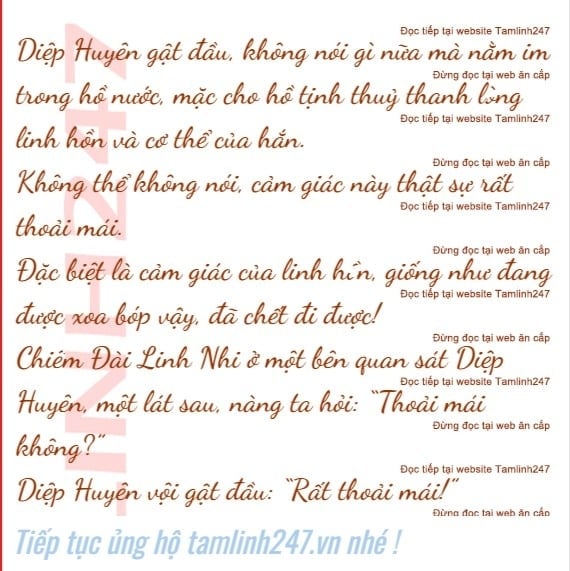 Đọc tiếp tại website Tamlinh247
Diệp Huyên gật đầu, không nói gì nữa mà nằm im
Đừng đọc tại web ăn cắp
trong hồ nước, mặc cho hồ tịnh thuỷ thanh lọc
Đọc tiếp tại website Tamlinh247
linh hồn và cơ thể của hắn.
Đừng đọc tại web ăn cắp
Không thể không nói, cảm giác này thật sự rất
Đọc tiếp tại website Tamlinh247
thoải mái.
Đừng đọc tại web ăn cắp
Đặc biệt là cảm giác của linh hồn, giống như đang
Đọc tiếp tại website Tamlinh247
được xoa bóp vậy, đã chết đi được!
Đừng đọc tại web ăn cắp
Chiêm Đài Linh Nhi ở một bên quan sát Diệp
Đọc tiếp tại website Tamlinh247
Huyên, một lát sau, nàng ta hỏi: “Thoải mái
Đừng đọc tại web ăn cắp
không?”
Đọc tiếp tại website Tamlinh247
Diệp Huyên vội gật đầu: “Rất thoải mái!”
Đừng đọc tại web ăn cắp
Tiếp tục ủng hộ tamlinh247.vn nhé !
INH247